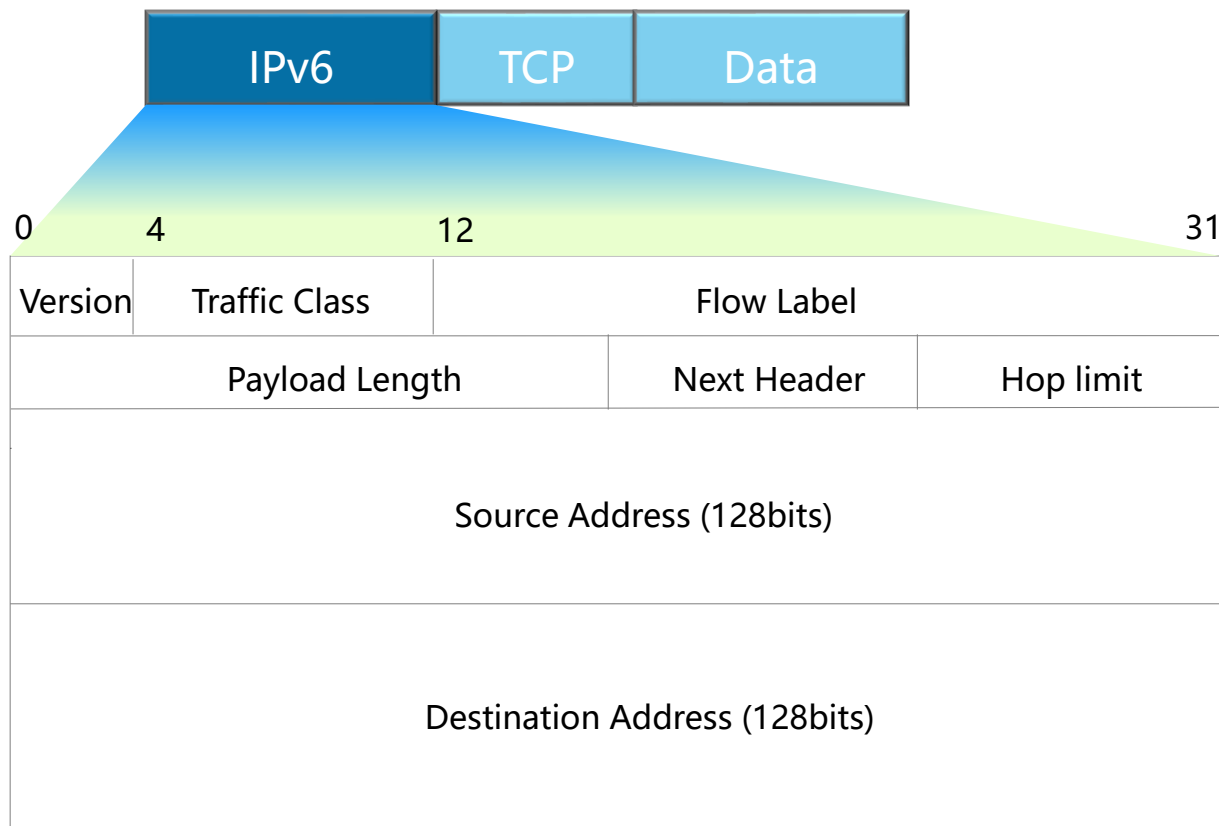 IPv6 TCP Data
0 4 12 31
Version Traffic Class Flow Label
Payload Length Next Header Hop limit
Source Address (128bits)
Destination Address (128bits)